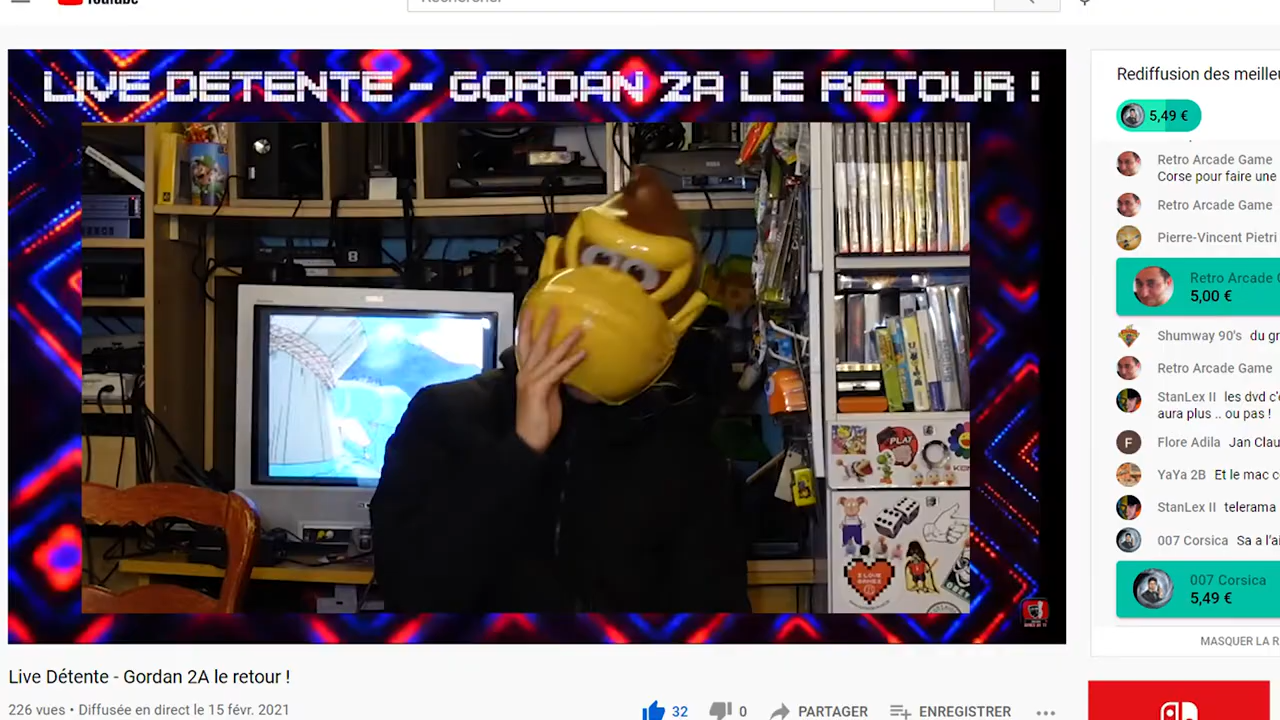 LIVE DETENTE - GORDAN 2A LE RETOUR !
Rediffusion des meille
5,49 €
Retro Arcade Game
Corse pour faire une
Retro Arcade Game
Pierre-Vincent Pietri
Retro Arcade
5,00 €
Shumway 90's du gr
Retro Arcade Game
StanLex II les dvd c'
aura plus .. ou pas !
F
Flore Adila Jan Clau
YaYa 2B Et le mac c
StanLex II telerama
007 Corsica Sa a l'ai
007 Corsica
5,49 €
MASQUER LA R
8
PLAY
I LOVE
Live Détente - Gordan 2A le retour !
226 vues • Diffusée en direct le 15 févr. 2021
32
0
PARTAGER
ENREGISTRER